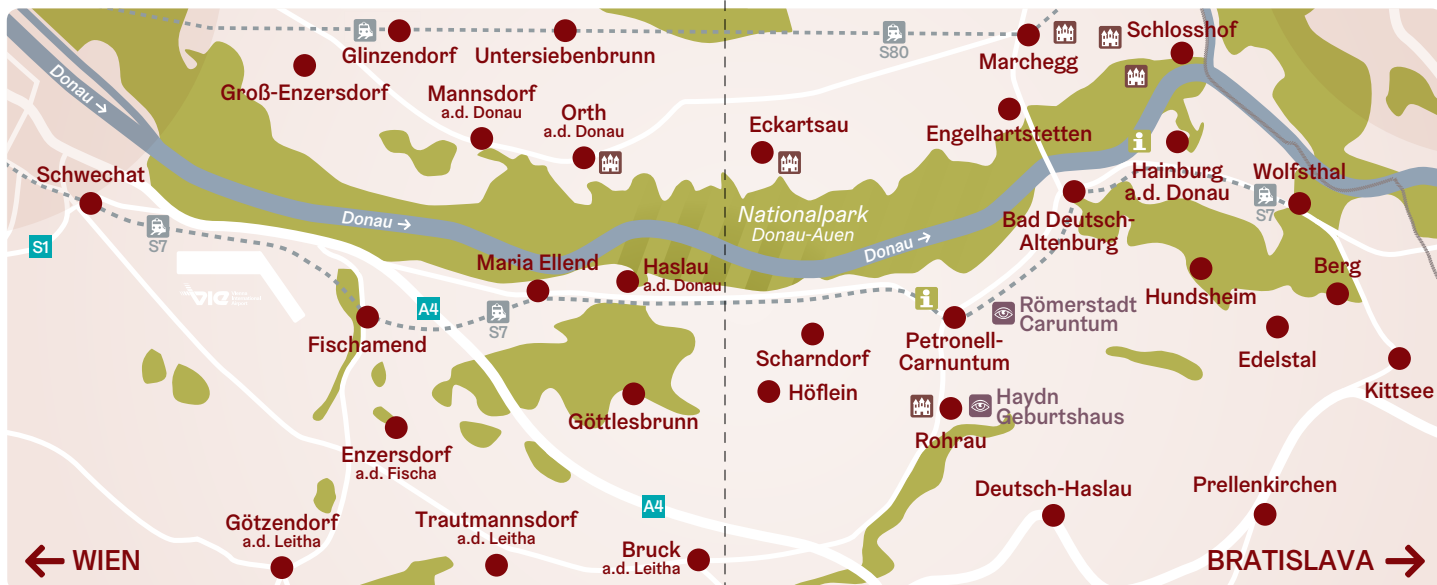 Glinzendorf
Untersiebenbrunn
S80
Marchegg
Schlosshof
Groß-Enzersdorf
Donau →
Mannsdorf
a.d. Donau
Orth
a.d. Donau
Eckartsau
Engelhartstetten
Hainburg
a.d. Donau
Wolfsthal
S7
Schwechat
S1
S7
Donau →
Nationalpark
Donau-Auen
Donau →
Bad Deutsch-
Altenburg
Maria Ellend
Haslau
a.d. Donau
Hundsheim
Berg
VIE
A4
S7
Fischamend
Scharndorf
Petronell-
Carnuntum
Römerstadt
Caruntum
Edelstal
Kittsee
Höflein
Göttlesbrunn
Haydn
Geburtshaus
Rohrau
Enzersdorf
a.d. Fischa
A4
Deutsch-Haslau
Prellenkirchen
Götzendorf
a.d. Leitha
Trautmannsdorf
a.d. Leitha
Bruck
a.d. Leitha
← WIEN
BRATISLAVA →